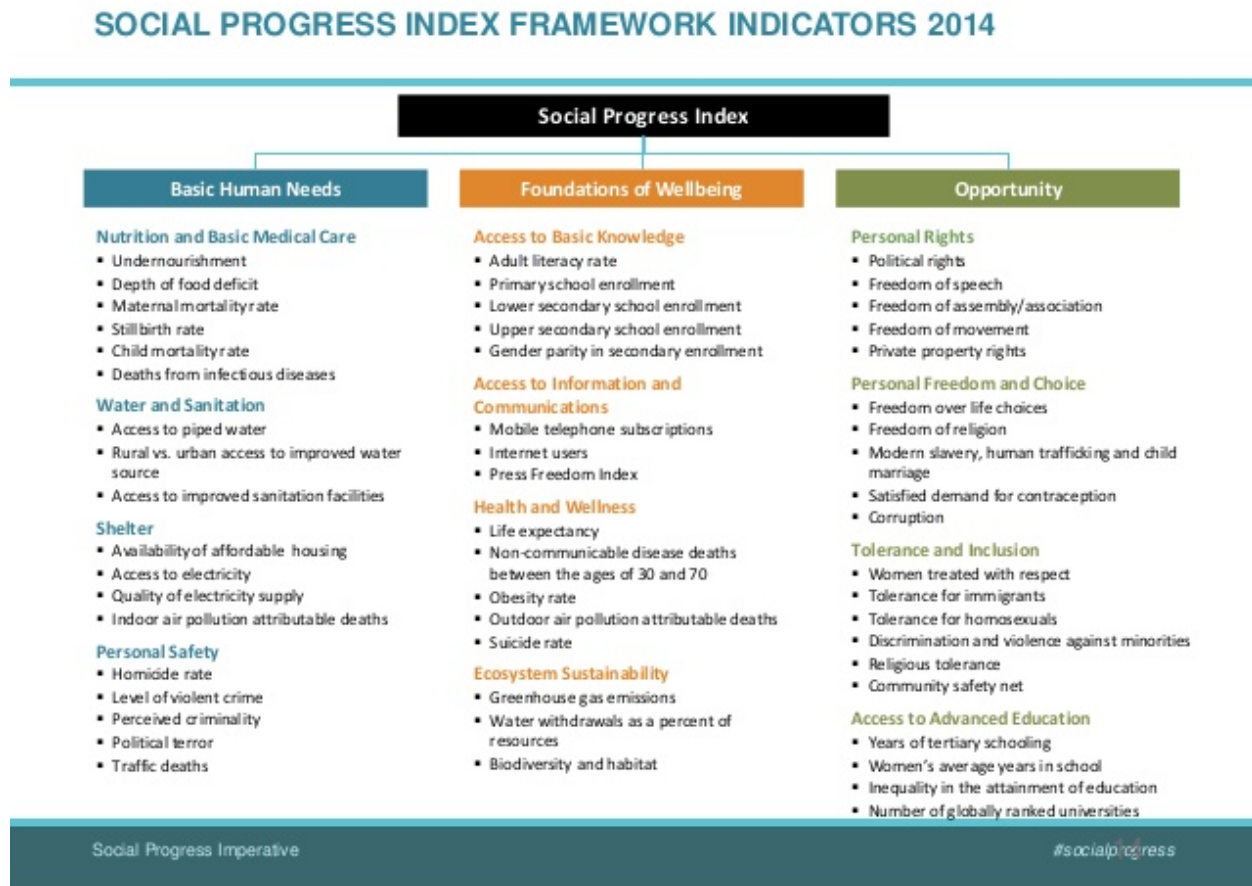 SOCIAL PROGRESS INDEX FRAMEWORK INDICATORS 2014
Social Progress Index
Basic Human Needs
Nutrition and Basic Medical Care
▪ Undernourishment
▪ Depth of food deficit
▪ Maternal mortality rate
▪ Stillbirth rate
▪ Child mortality rate
▪ Deaths from infectious diseases
Water and Sanitation
▪ Access to piped water
▪ Rural vs. urban access to improved water
source
▪ Access to improved sanitation facilities
Shelter
▪ Availability of affordable housing
▪ Access to electricity
▪ Quality of electricity supply
▪ Indoor air pollution attributable deaths
Personal Safety
▪ Homicide rate
▪ Level of violent crime
▪ Perceived criminality
▪ Political terror
▪ Traffic deaths
Foundations of Wellbeing
Access to Basic Knowledge
▪ Adult literacy rate
▪ Primary school enrollment
▪ Lower secondary school enrollment
▪ Upper secondary school enrollment
▪ Gender parity in secondary enrollment
Access to Information and
Communications
▪ Mobile telephone subscriptions
▪ Internet users
▪ Press Freedom Index
Health and Wellness
▪ Life expectancy
▪ Non-communicable disease deaths
between the ages of 30 and 70
▪ Obesity rate
▪ Outdoor air pollution attributable deaths
▪ Suicide rate
Ecosystem Sustainability
▪ Greenhouse gas emissions
▪ Water withdrawals as a percent of
resources
▪ Biodiversity and habitat
Opportunity
Personal Rights
▪ Political rights
▪ Freedom of speech
▪ Freedom of assembly/association
▪ Freedom of movement
▪ Private property rights
Personal Freedom and Choice
▪ Freedom over life choices
▪ Freedom of religion
▪ Modern slavery, human trafficking and child
marriage
▪ Satisfied demand for contraception
▪ Corruption
Tolerance and Inclusion
▪ Women treated with respect
▪ Tolerance for immigrants
▪ Tolerance for homosexuals
▪ Discrimination and violence against minorities
▪ Religious tolerance
▪ Community safety net
Access to Advanced Education
▪ Years of tertiary schooling
▪ Women's average years in school
▪ Inequality in the attainment of education
▪ Number of globally ranked universities
Social Progress Imperative
#socialprogress